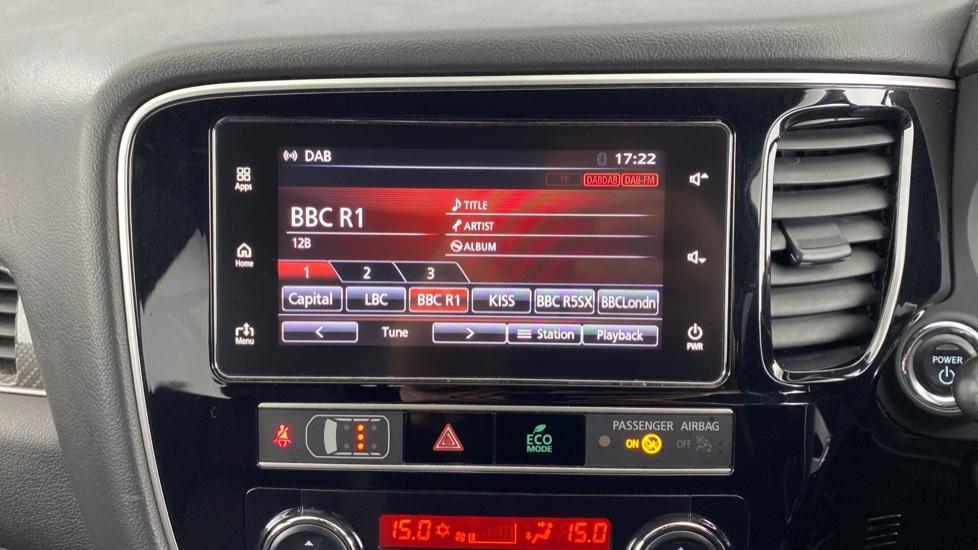 DAB 17:22
TP DABDAB DAB-FM
BBC R1
12B
TITLE
ARTIST
ALBUM
1 2 3
Capital LBC BBC R1 KISS BBC R5SX BBCLondn
< Tune > Station Playback
Apps
Home
Menu
PWR
POWER
ECO
MODE
PASSENGER AIRBAG
ON OFF
15.0 15.0